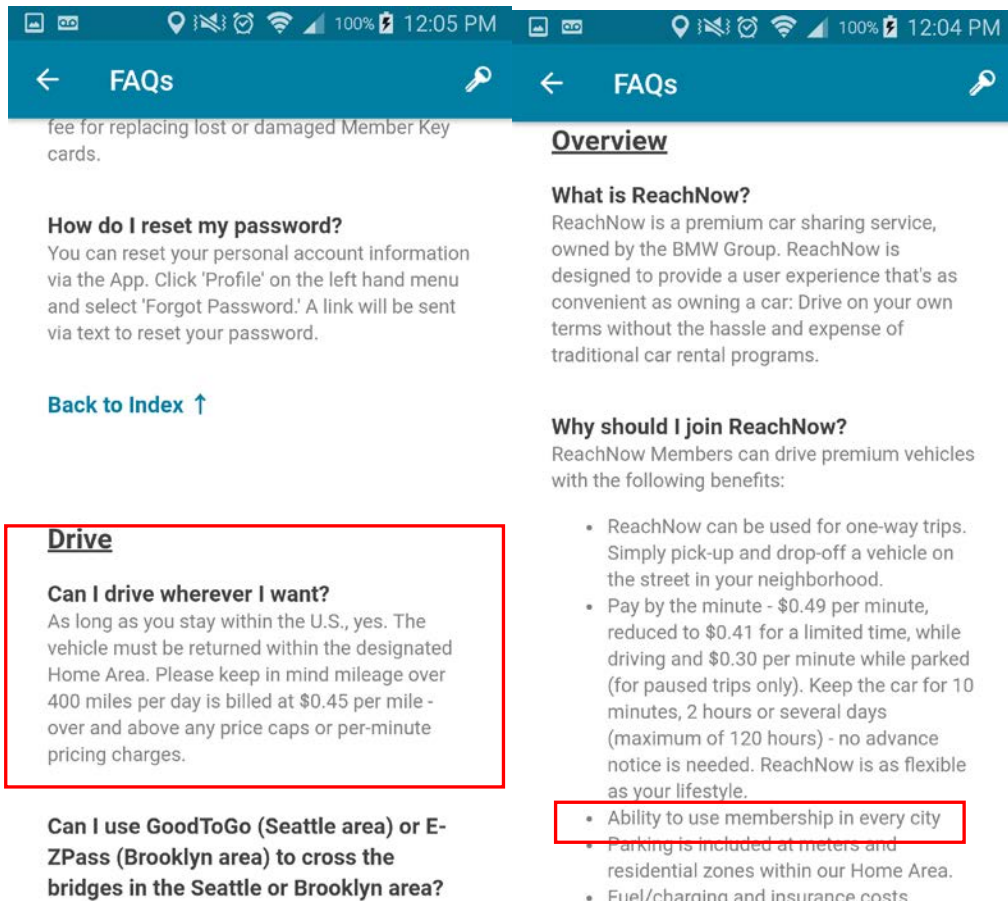 100% 12:05 PM
FAQs
fee for replacing lost or damaged Member Key
cards.
How do I reset my password?
You can reset your personal account information
via the App. Click 'Profile' on the left hand menu
and select 'Forgot Password.' A link will be sent
via text to reset your password.
Back to Index ↑
Drive
Can I drive wherever I want?
As long as you stay within the U.S., yes. The
vehicle must be returned within the designated
Home Area. Please keep in mind mileage over
400 miles per day is billed at $0.45 per mile -
over and above any price caps or per-minute
pricing charges.
Can I use GoodToGo (Seattle area) or E-
ZPass (Brooklyn area) to cross the
bridges in the Seattle or Brooklyn area?
100% 12:04 PM
FAQs
Overview
What is ReachNow?
ReachNow is a premium car sharing service,
owned by the BMW Group. ReachNow is
designed to provide a user experience that's as
convenient as owning a car: Drive on your own
terms without the hassle and expense of
traditional car rental programs.
Why should I join ReachNow?
ReachNow Members can drive premium vehicles
with the following benefits:
• ReachNow can be used for one-way trips.
Simply pick-up and drop-off a vehicle on
the street in your neighborhood.
• Pay by the minute - $0.49 per minute,
reduced to $0.41 for a limited time, while
driving and $0.30 per minute while parked
(for paused trips only). Keep the car for 10
minutes, 2 hours or several days
(maximum of 120 hours) - no advance
notice is needed. ReachNow is as flexible
as your lifestyle.
• Ability to use membership in every city
• Parking is included at meters and
residential zones within our Home Area.
• Fuel/charging and insurance costs